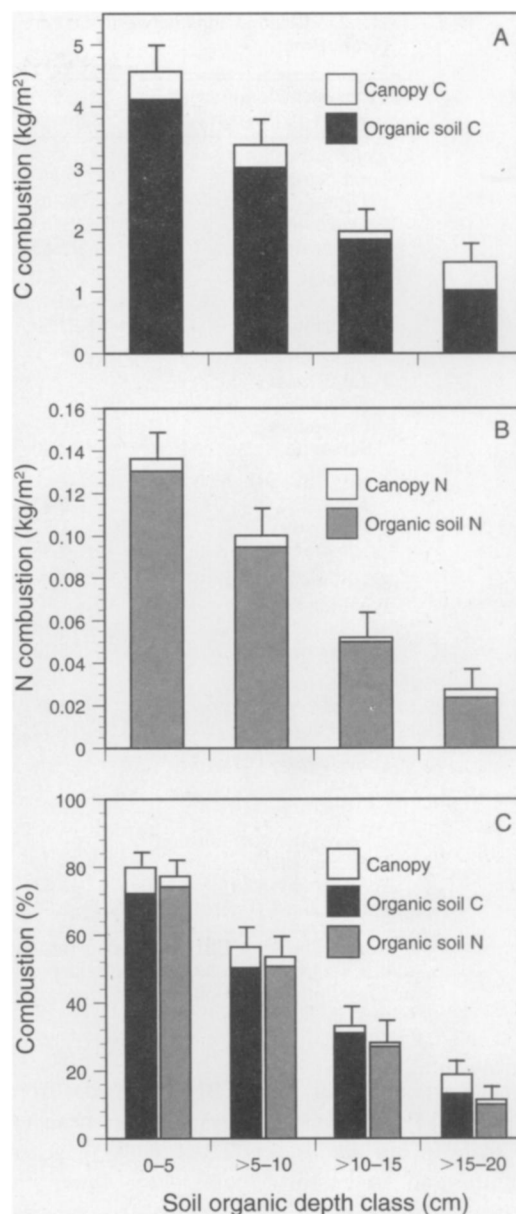 A
5
4
3
2
1
0
C combustion (kg/m²)
Canopy C
Organic soil C
B
0.16
0.14
0.12
0.10
0.08
0.06
0.04
0.02
0
N combustion (kg/m²)
Canopy N
Organic soil N
C
100
80
60
40
20
0
Combustion (%)
Canopy
Organic soil C
Organic soil N
0–5
>5–10
>10–15
>15–20
Soil organic depth class (cm)